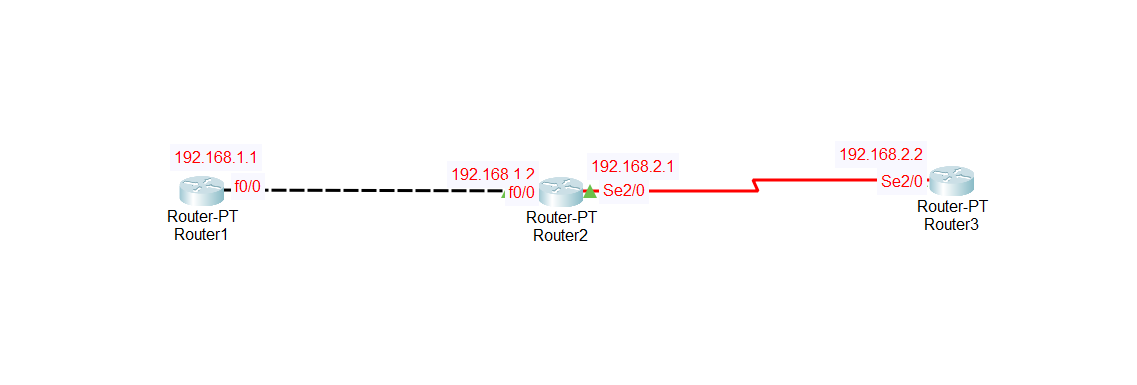 192.168.1.1
f0/0
Router-PT
Router1
192.168.1.2
f0/0
192.168.2.1
Se2/0
Router-PT
Router2
192.168.2.2
Se2/0
Router-PT
Router3